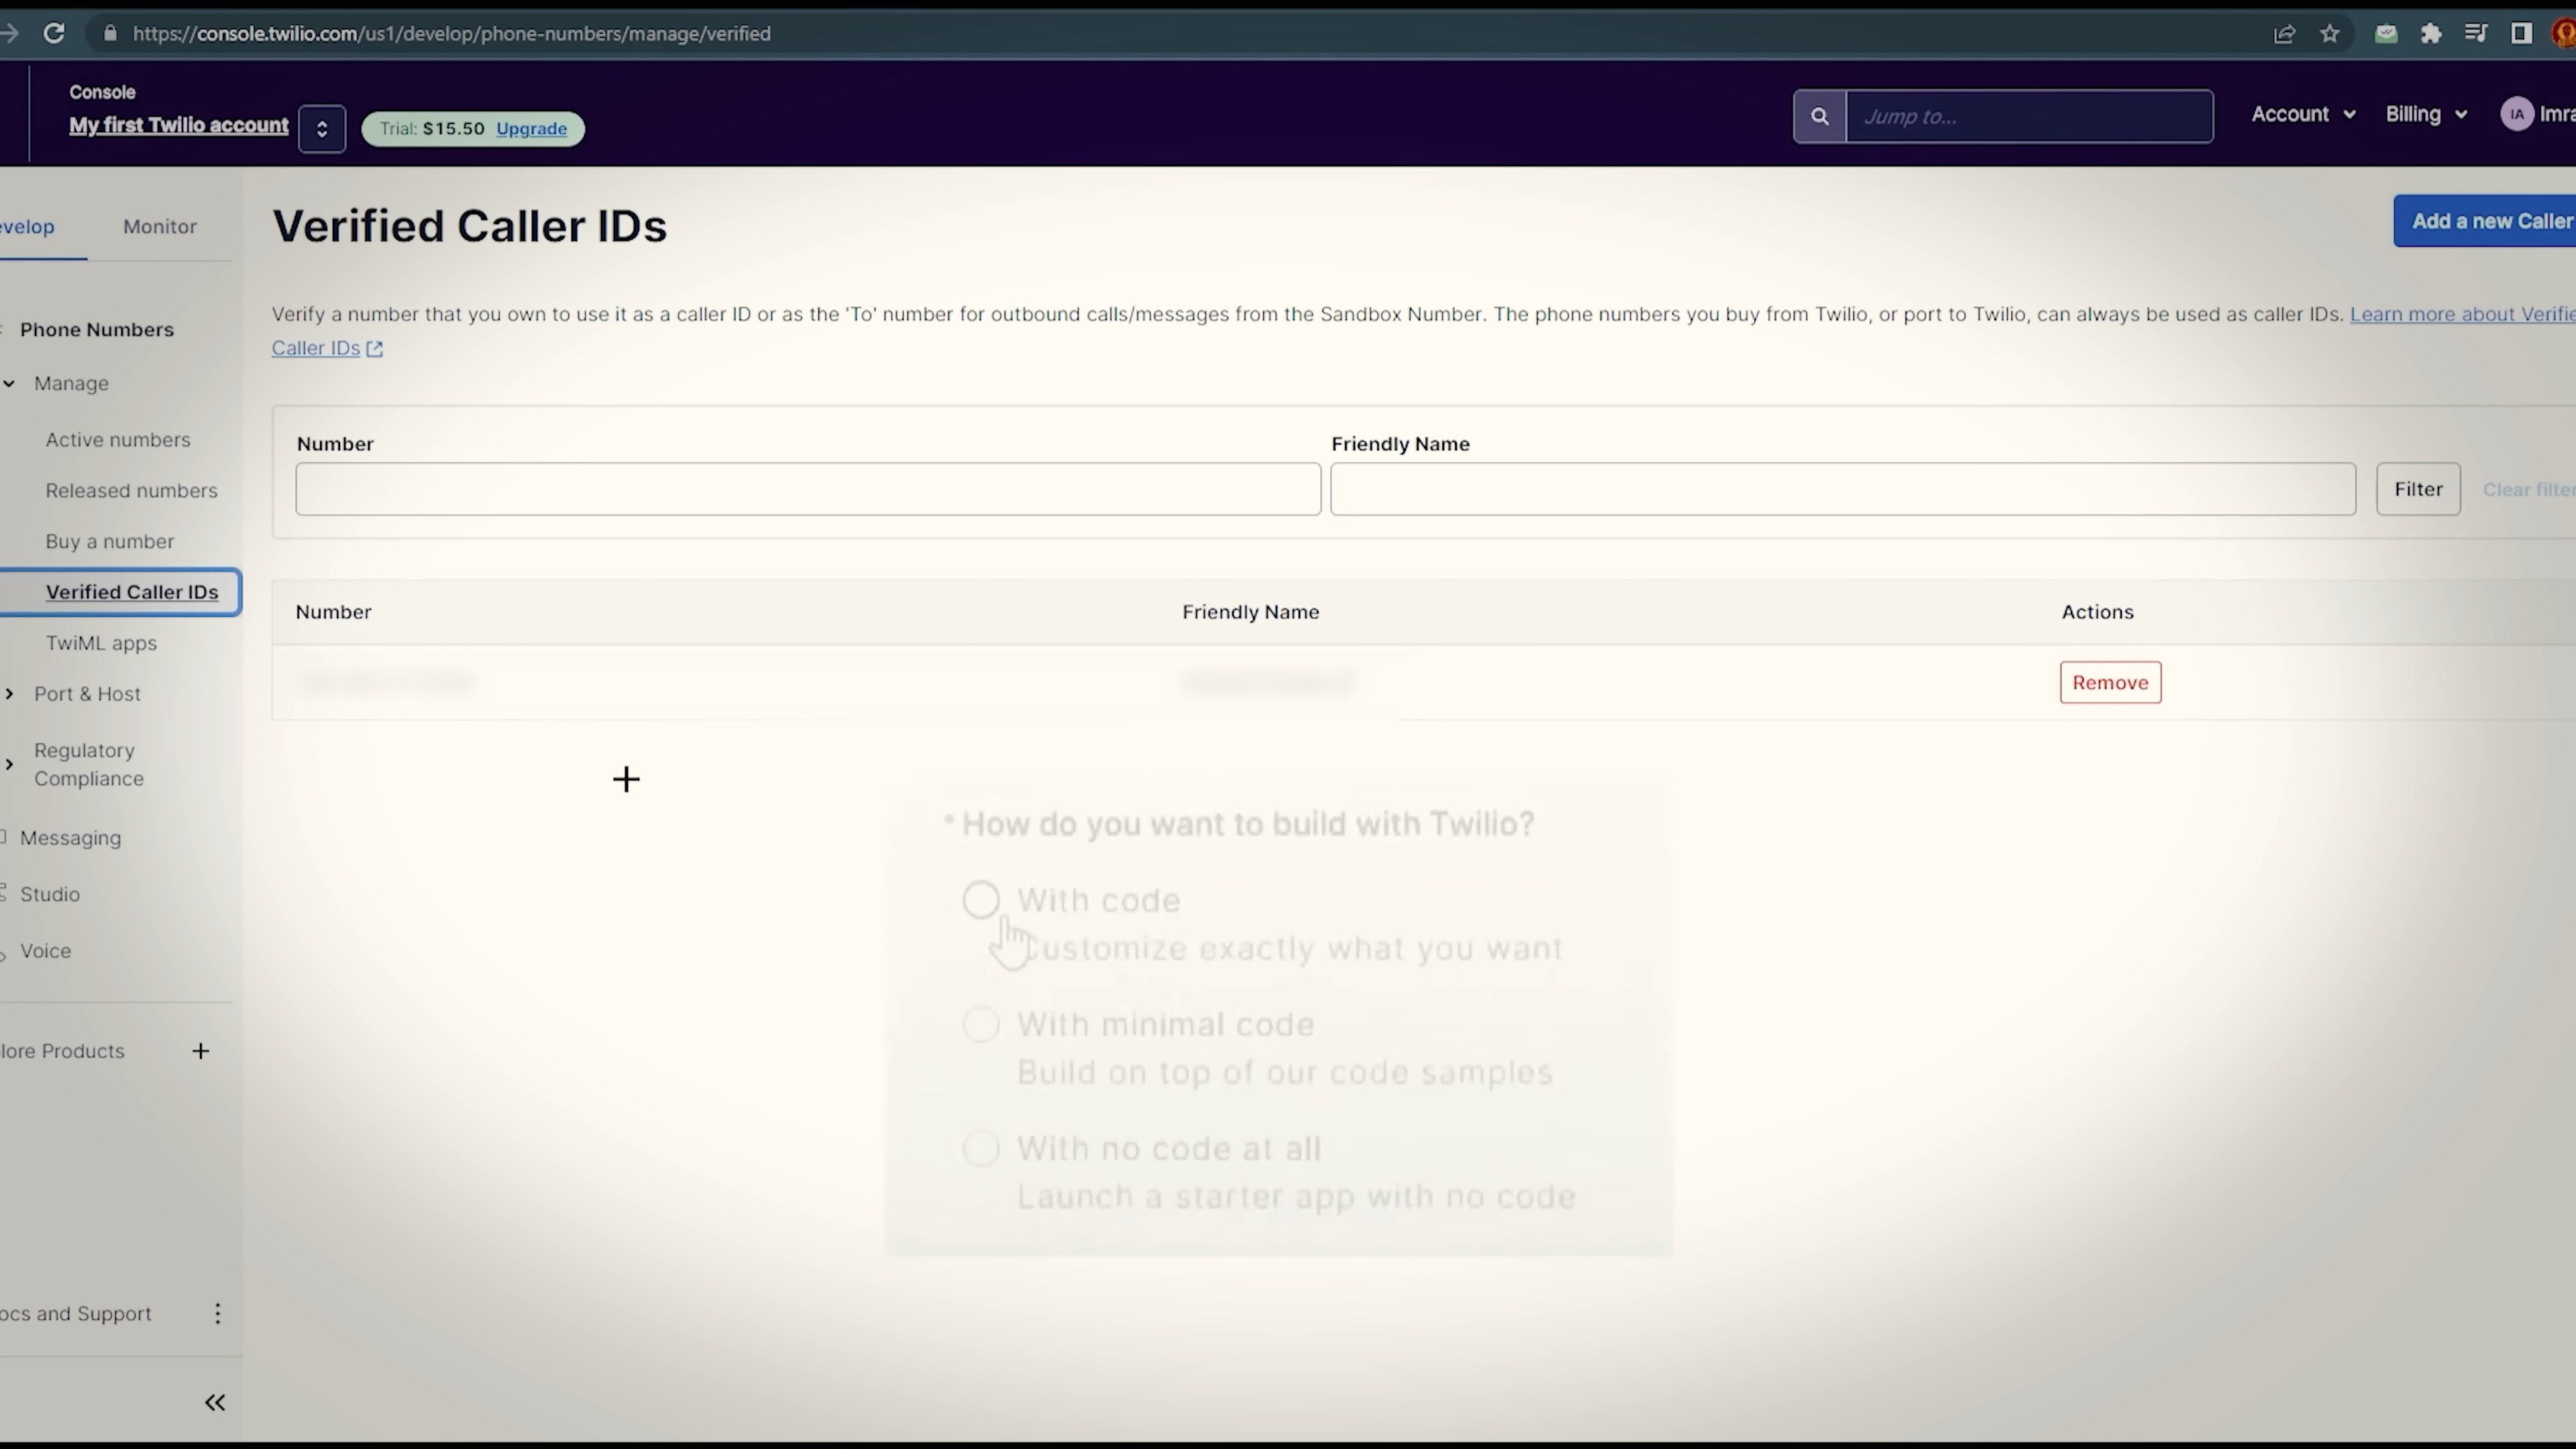 https://console.twilio.com/us1/develop/phone-numbers/manage/verified
Console
My first Twilio account
Trial: $15.50 Upgrade
Jump to...
Account
Billing
IA Imra
evelop
Monitor
Phone Numbers
Manage
Active numbers
Released numbers
Buy a number
Verified Caller IDs
TwiML apps
Port & Host
Regulatory
Compliance
Messaging
Studio
Voice
lore Products +
ocs and Support
Verified Caller IDs
Add a new Caller
Verify a number that you own to use it as a caller ID or as the 'To' number for outbound calls/messages from the Sandbox Number. The phone numbers you buy from Twilio, or port to Twilio, can always be used as caller IDs. Learn more about Verifie
Caller IDs
Number Friendly Name
Filter Clear filter
Number Friendly Name Actions
Remove
* How do you want to build with Twilio?
With code
Customize exactly what you want
With minimal code
Build on top of our code samples
With no code at all
Launch a starter app with no code